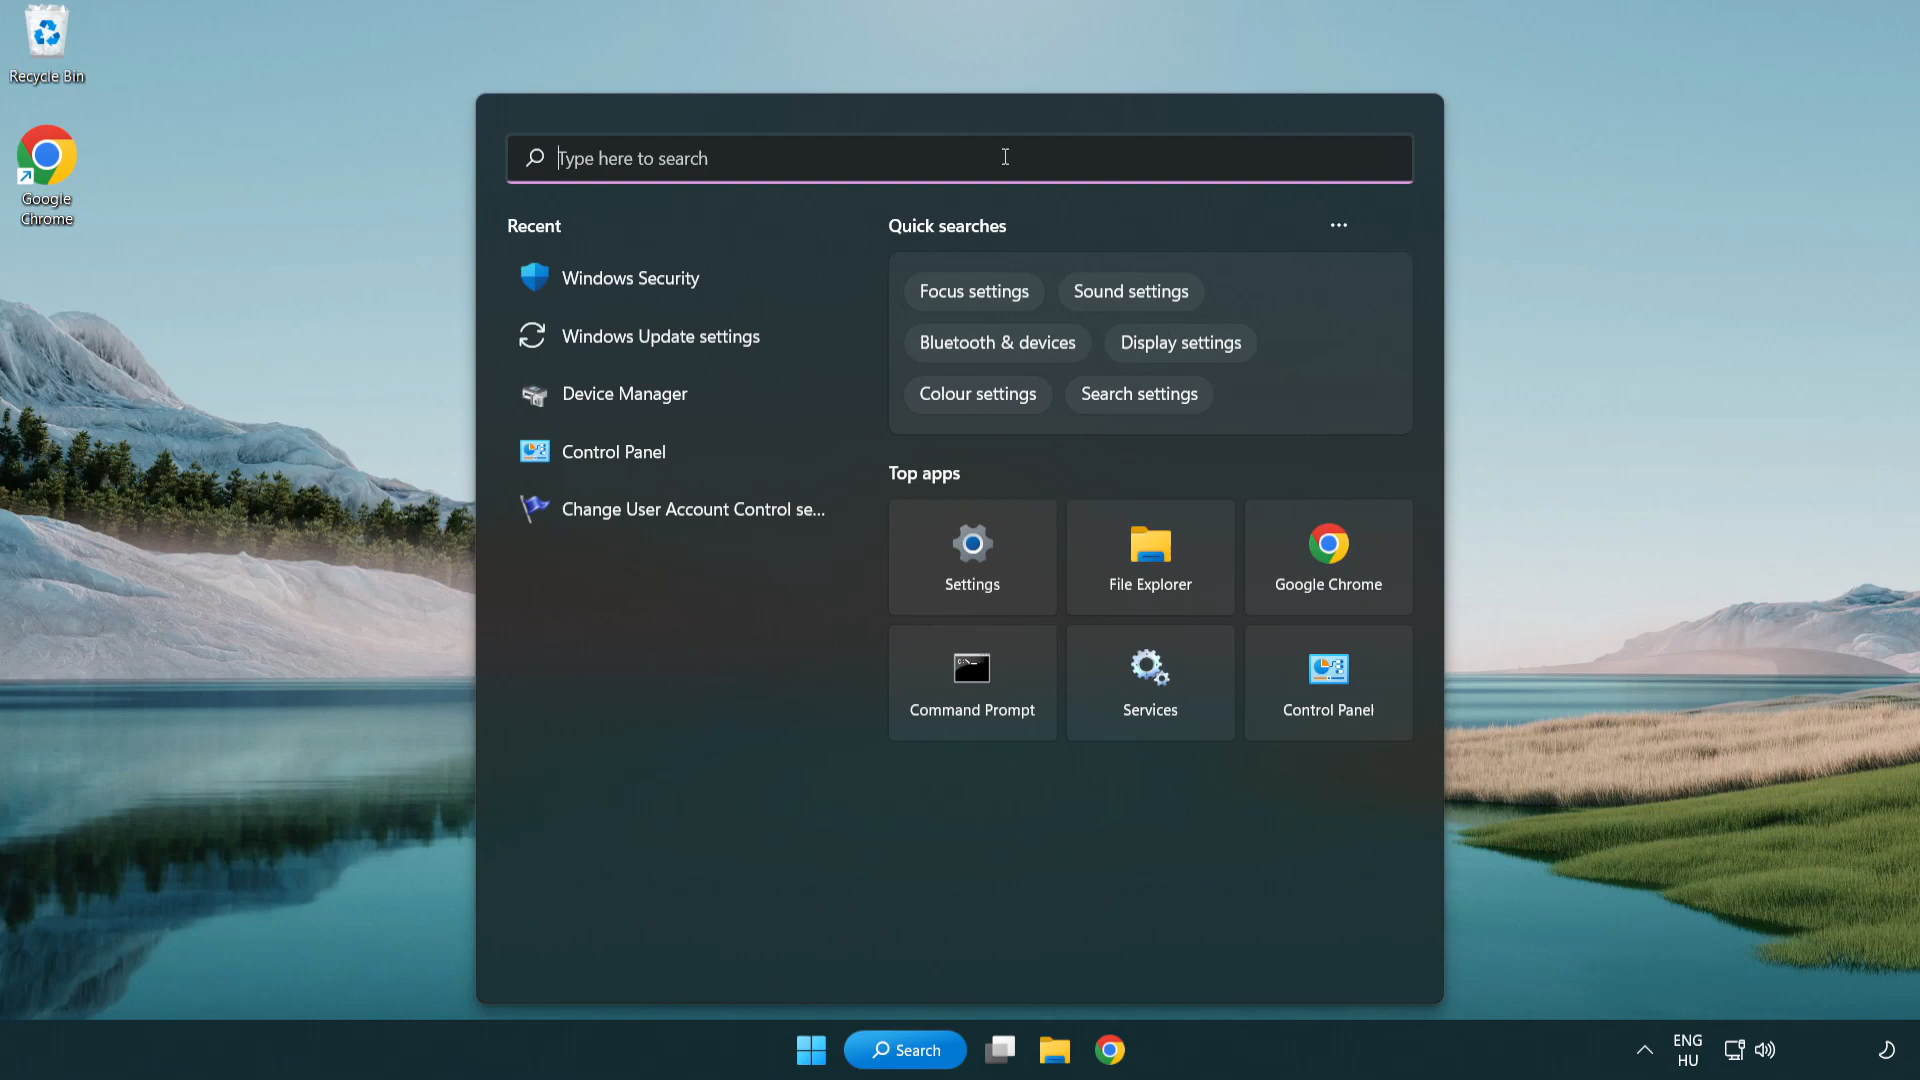 Recycle Bin
Google
Chrome
Type here to search
Recent
Windows Security
Windows Update settings
Device Manager
Control Panel
Change User Account Control se...
Quick searches
Focus settings
Sound settings
Bluetooth & devices
Display settings
Colour settings
Search settings
Top apps
Settings
File Explorer
Google Chrome
Command Prompt
Services
Control Panel
Search
ENG
HU